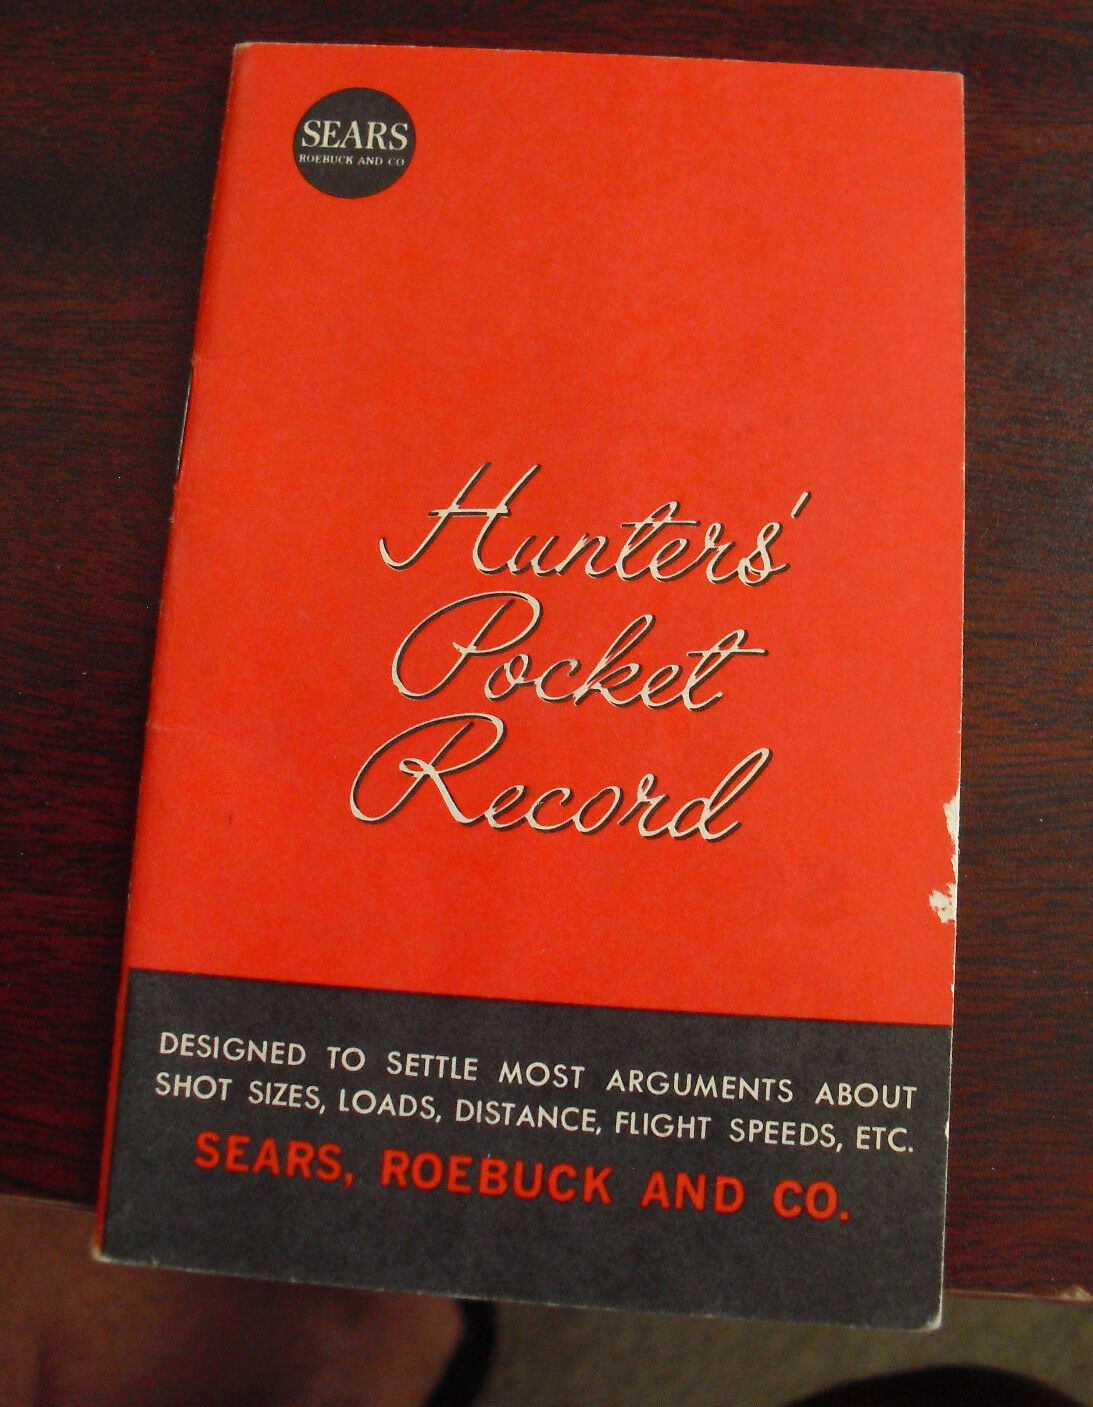 SEARS
ROEBUCK AND CO
Hunters'
Pocket
Record
DESIGNED TO SETTLE MOST ARGUMENTS ABOUT
SHOT SIZES, LOADS, DISTANCE, FLIGHT SPEEDS, ETC.
SEARS, ROEBUCK AND CO.